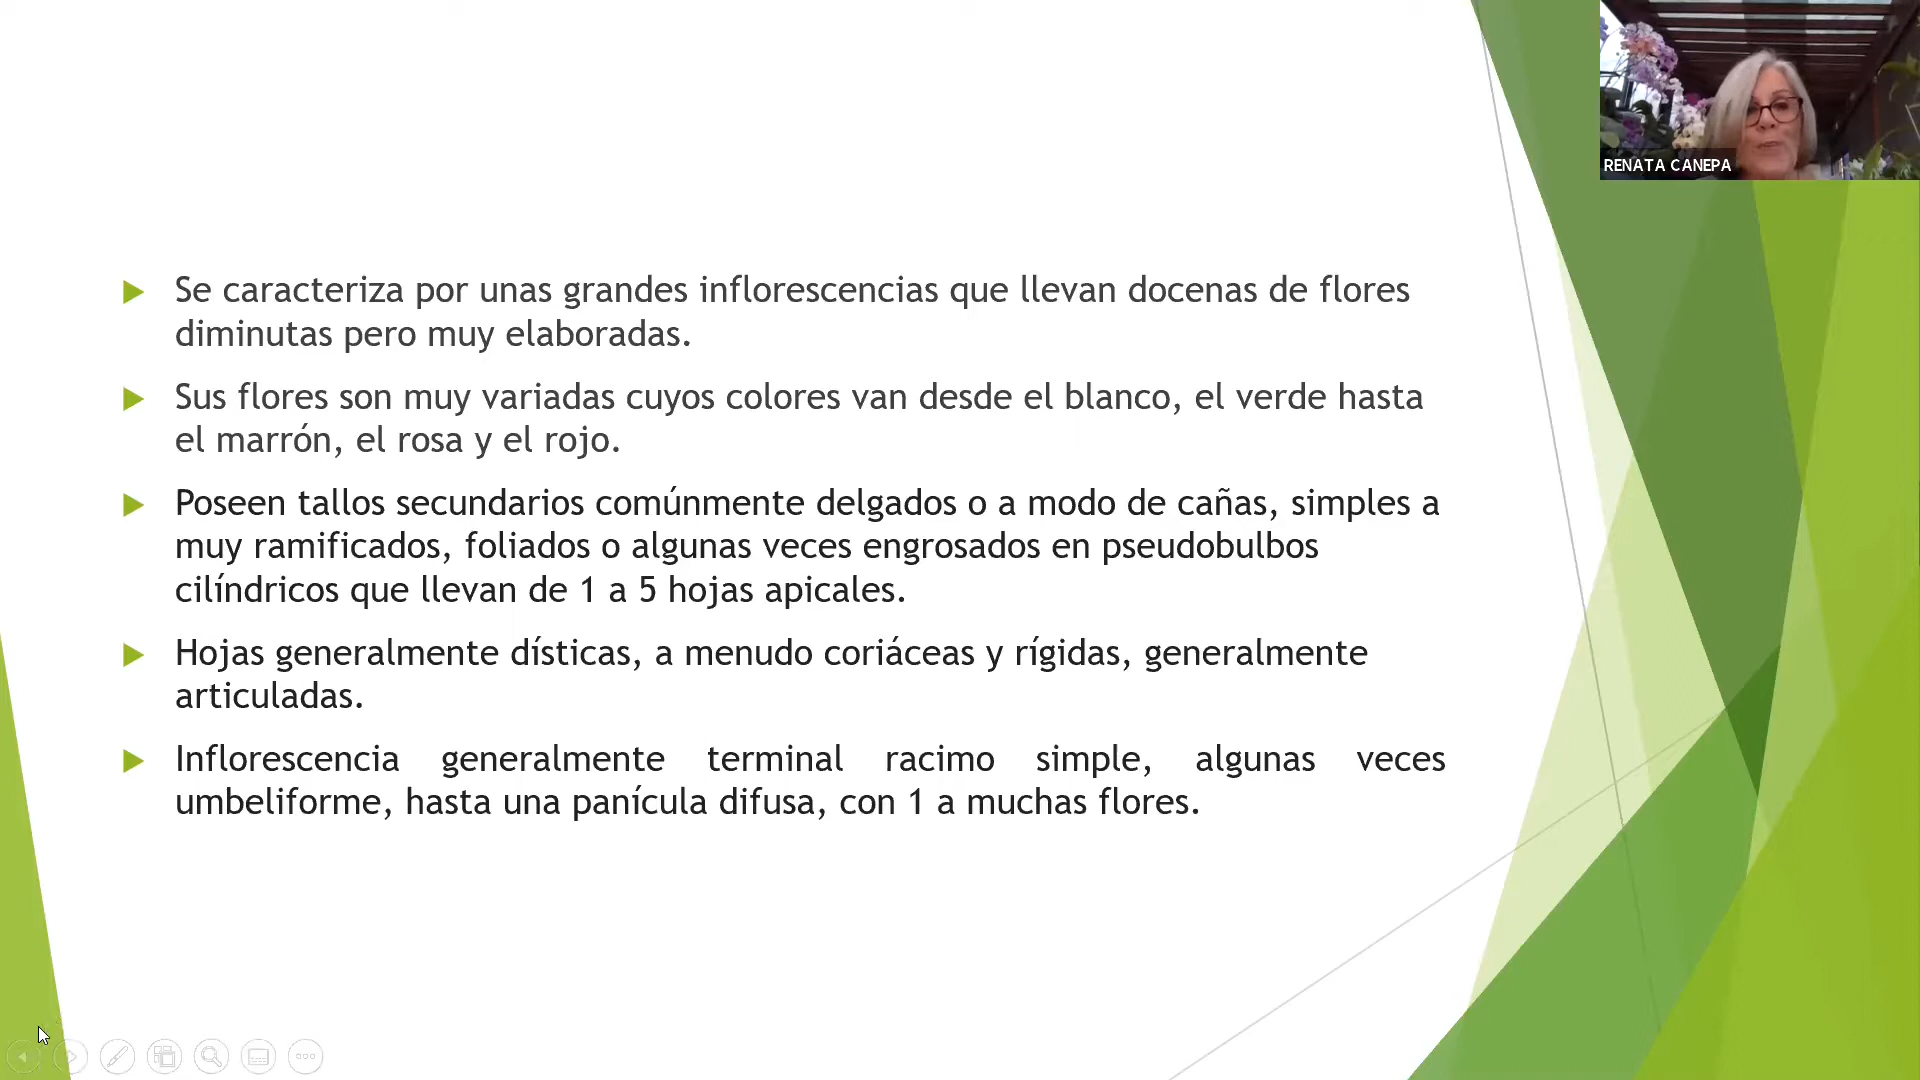 RENATA CANEPA
Se caracteriza por unas grandes inflorescencias que llevan docenas de flores
diminutas pero muy elaboradas.
Sus flores son muy variadas cuyos colores van desde el blanco, el verde hasta
el marrón, el rosa y el rojo.
Poseen tallos secundarios comúnmente delgados o a modo de cañas, simples a
muy ramificados, foliados o algunas veces engrosados en pseudobulbos
cilíndricos que llevan de 1 a 5 hojas apicales.
Hojas generalmente dísticas, a menudo coriáceas y rígidas, generalmente
articuladas.
Inflorescencia generalmente terminal racimo simple, algunas veces
umbeliforme, hasta una panícula difusa, con 1 a muchas flores.